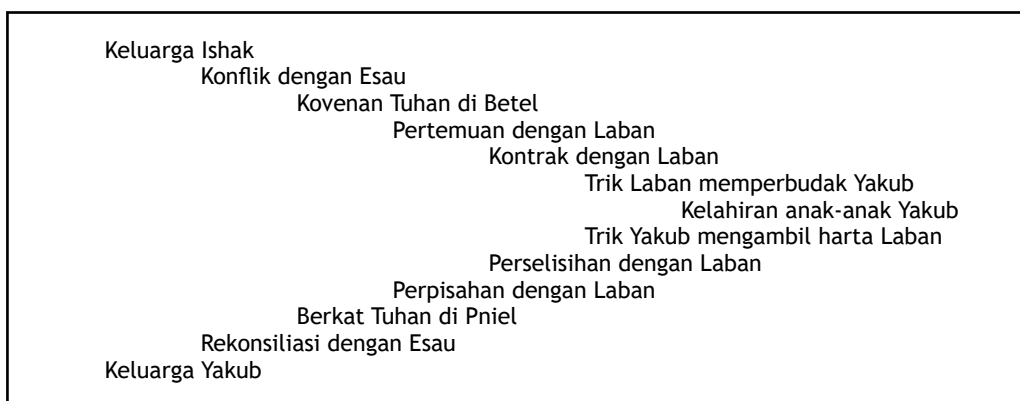 Keluarga Ishak
Konflik dengan Esau
Kovenan Tuhan di Betel
Pertemuan dengan Laban
Kontrak dengan Laban
Trik Laban memperbudak Yakub
Kelahiran anak-anak Yakub
Trik Yakub mengambil harta Laban
Perselisihan dengan Laban
Perpisahan dengan Laban
Berkat Tuhan di Pniel
Rekonsiliasi dengan Esau
Keluarga Yakub